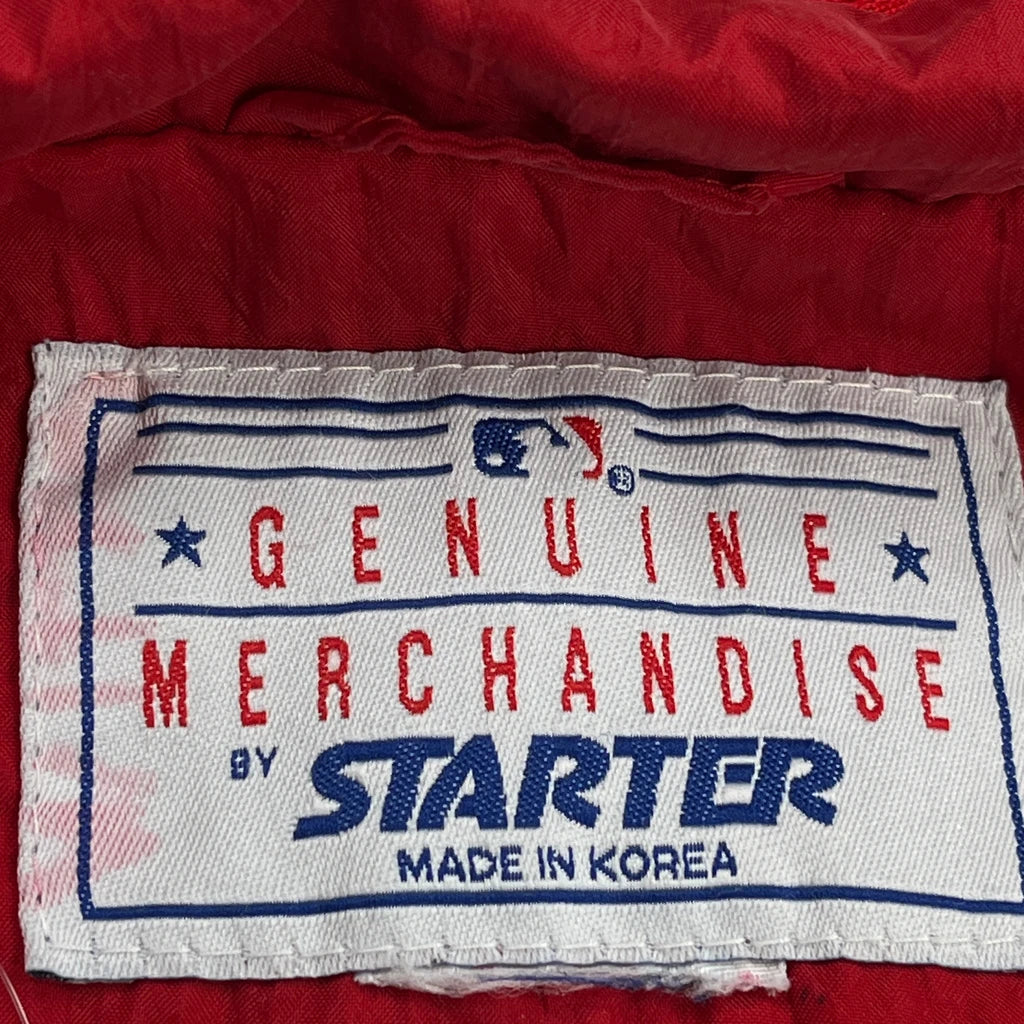 ®
GENUINE
MERCHANDISE
BY STARTER
MADE IN KOREA